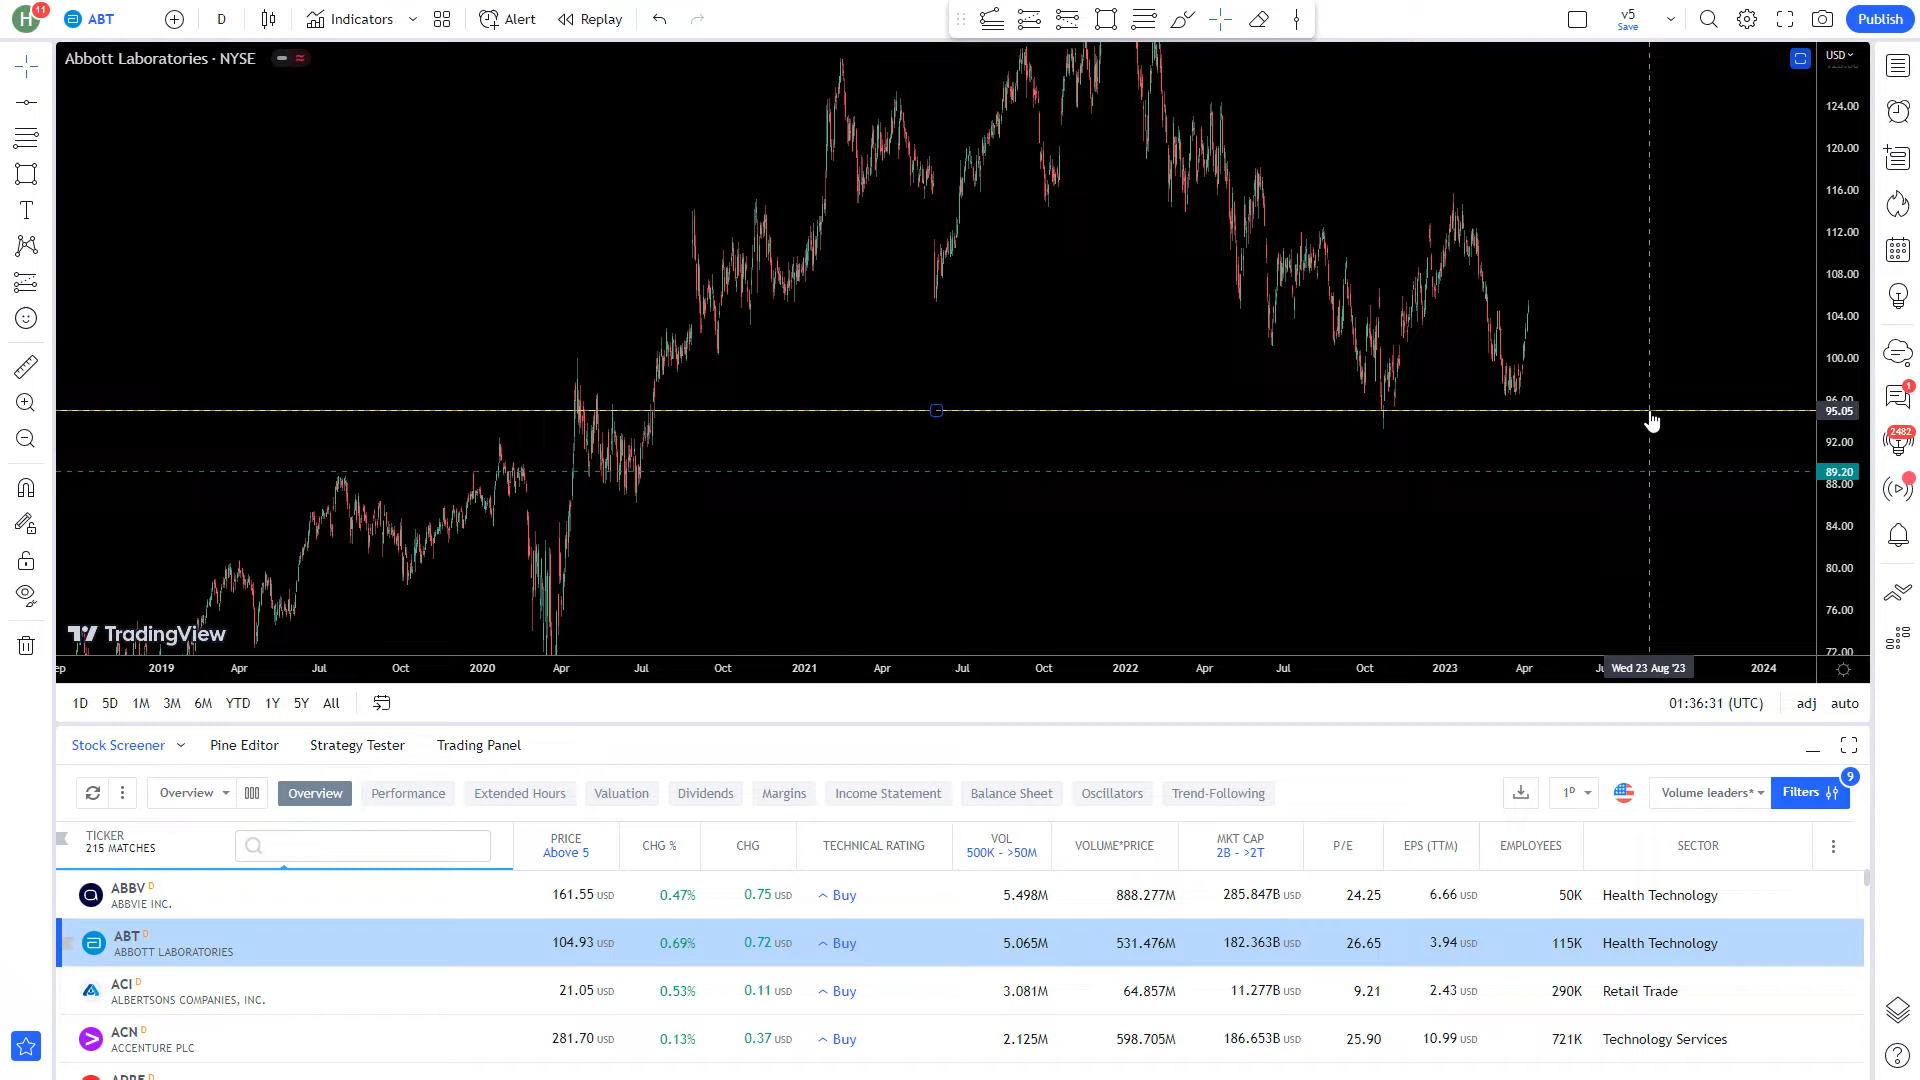 H 11 ABT D Indicators Alert Replay v5 Save Publish
Abbott Laboratories · NYSE
USD
124.00
120.00
116.00
112.00
108.00
104.00
100.00
96.00
95.05
92.00
89.20
88.00
84.00
80.00
76.00
72.00
1
2482
TradingView
2019 Apr Jul Oct 2020 Apr Jul Oct 2021 Apr Jul Oct 2022 Apr Jul Oct 2023 Apr Wed 23 Aug '23 2024
1D 5D 1M 3M 6M YTD 1Y 5Y All 01:36:31 (UTC) adj auto
Stock Screener Pine Editor Strategy Tester Trading Panel
Overview Overview Performance Extended Hours Valuation Dividends Margins Income Statement Balance Sheet Oscillators Trend-Following 1D Volume leaders* Filters 9
TICKER PRICE CHG % CHG TECHNICAL RATING VOL VOLUME*PRICE MKT CAP P/E EPS (TTM) EMPLOYEES SECTOR
215 MATCHES Above 5 500K - >50M 2B - >2T
ABBV D 161.55 USD 0.47% 0.75 USD Buy 5.498M 888.277M 285.847B USD 24.25 6.66 USD 50K Health Technology
ABBVIE INC.
ABT D 104.93 USD 0.69% 0.72 USD Buy 5.065M 531.476M 182.363B USD 26.65 3.94 USD 115K Health Technology
ABBOTT LABORATORIES
ACI D 21.05 USD 0.53% 0.11 USD Buy 3.081M 64.857M 11.277B USD 9.21 2.43 USD 290K Retail Trade
ALBERTSONS COMPANIES, INC.
ACN D 281.70 USD 0.13% 0.37 USD Buy 2.125M 598.705M 186.653B USD 25.90 10.99 USD 721K Technology Services
ACCENTURE PLC